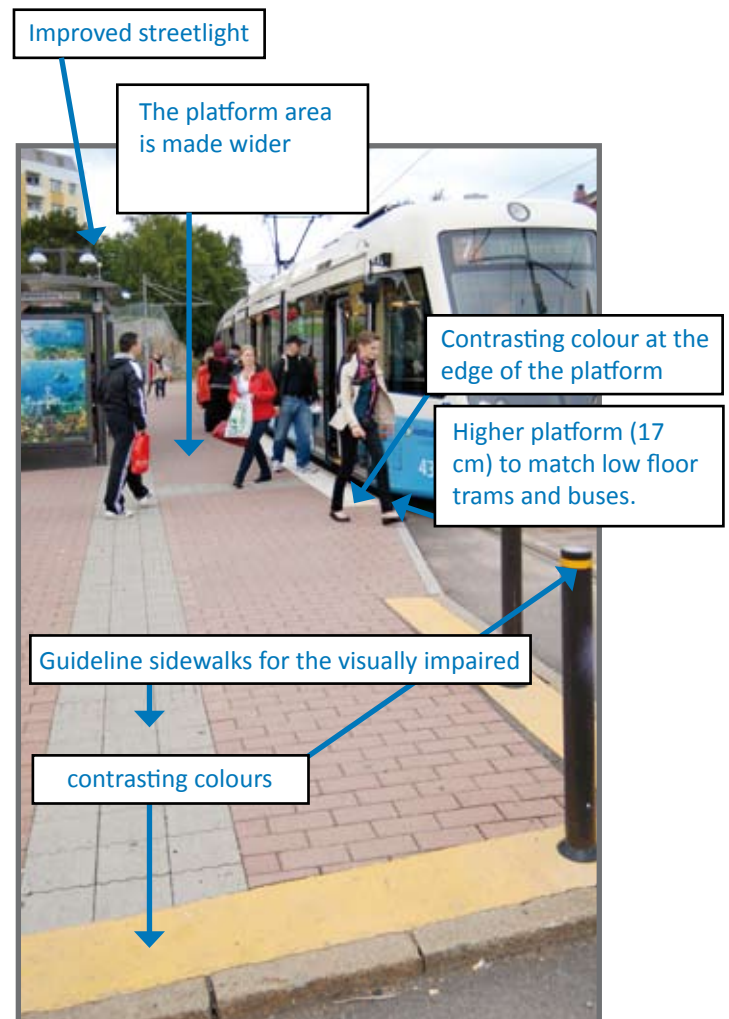 Improved streetlight
The platform area
is made wider
Contrasting colour at the
edge of the platform
Higher platform (17
cm) to match low floor
trams and buses.
Guideline sidewalks for the visually impaired
contrasting colours